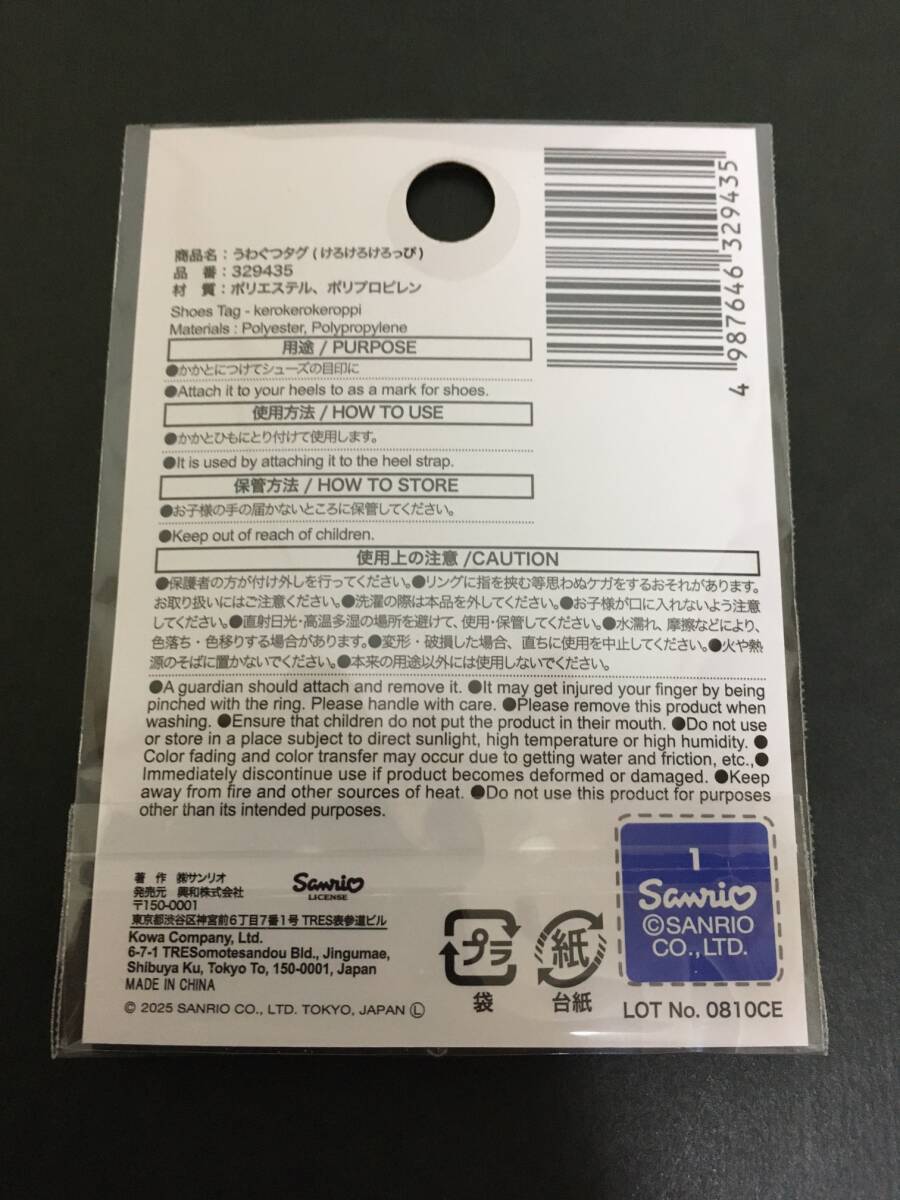 商品名：うわぐつタグ(けろけろけろっぴ)
品　番：329435
材　質：ポリエステル、ポリプロピレン
Shoes Tag - kerokerokeroppi
Materials : Polyester, Polypropylene
4 987646 329435
用途 / PURPOSE
●かかとにつけてシューズの目印に
●Attach it to your heels to as a mark for shoes.
使用方法 / HOW TO USE
●かかとひもにとり付けて使用します。
●It is used by attaching it to the heel strap.
保管方法 / HOW TO STORE
●お子様の手の届かないところに保管してください。
●Keep out of reach of children.
使用上の注意 /CAUTION
●保護者の方が付け外しを行ってください。●リングに指を挟む等思わぬケガをするおそれがあります。
お取り扱いにはご注意ください。●洗濯の際は本品を外してください。●お子様が口に入れないよう注意
してください。●直射日光・高温多湿の場所を避けて、使用・保管してください。●水濡れ、摩擦などにより、
色落ち・色移りする場合があります。●変形・破損した場合、直ちに使用を中止してください。●火や熱
源のそばに置かないでください。●本来の用途以外には使用しないでください。
●A guardian should attach and remove it. ●It may get injured your finger by being
pinched with the ring. Please handle with care. ●Please remove this product when
washing. ●Ensure that children do not put the product in their mouth. ●Do not use
or store in a place subject to direct sunlight, high temperature or high humidity. ●
Color fading and color transfer may occur due to getting water and friction, etc.,●
Immediately discontinue use if product becomes deformed or damaged. ●Keep
away from fire and other sources of heat. ●Do not use this product for purposes
other than its intended purposes.
著　作　㈱サンリオ
発売元　興和株式会社
〒150-0001
東京都渋谷区神宮前6丁目7番1号 TRES表参道ビル
Kowa Company, Ltd.
6-7-1 TRESomotesandou Bld., Jingumae,
Shibuya Ku, Tokyo To, 150-0001, Japan
MADE IN CHINA
© 2025 SANRIO CO., LTD. TOKYO, JAPAN Ⓛ
Sanrio
LICENSE
プラ
袋
紙
台紙
1
Sanrio
©SANRIO
CO.,LTD.
LOT No. 0810CE